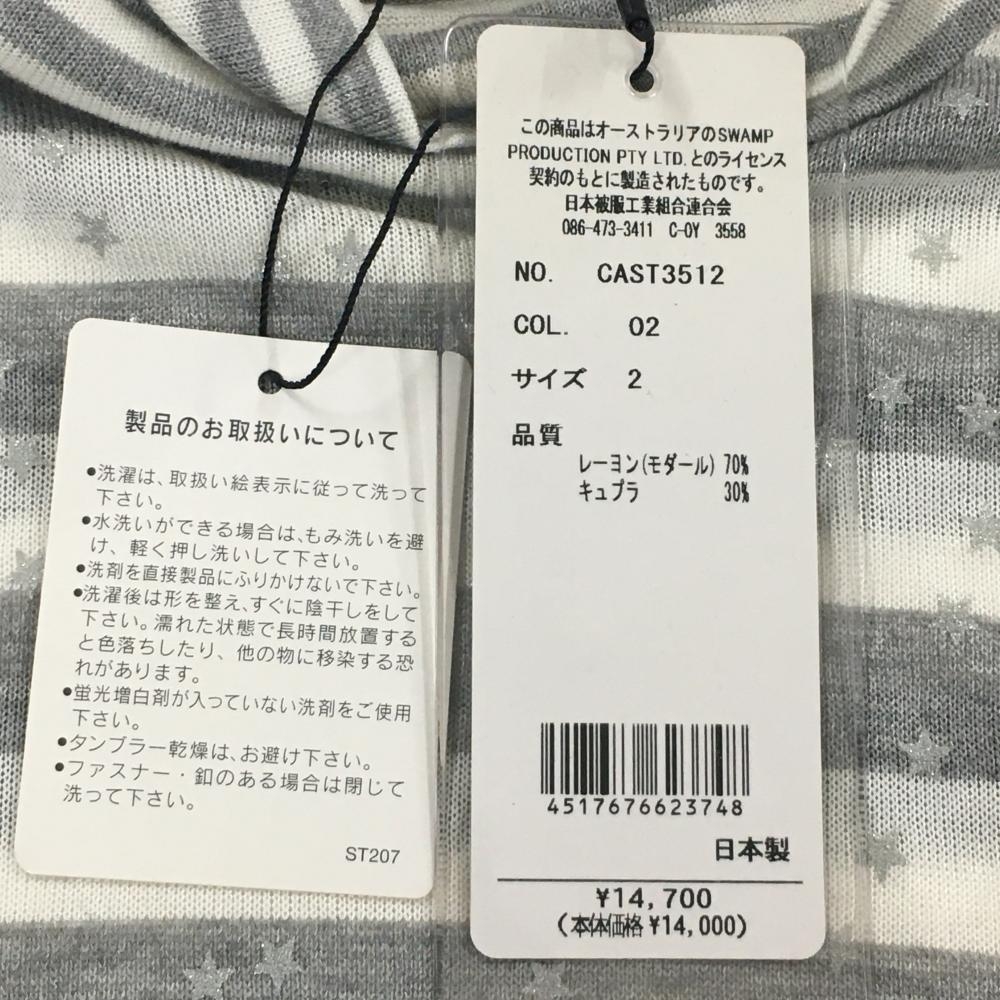 製品のお取扱いについて
●洗濯は、取扱い絵表示に従って洗って
下さい。
●水洗いができる場合は、もみ洗いを避
け、軽く押し洗いして下さい。
●洗剤を直接製品にふりかけないで下さい。
●洗濯後は形を整え、すぐに陰干しをして
下さい。濡れた状態で長時間放置する
と色落ちしたり、他の物に移染する恐
れがあります。
●蛍光増白剤が入っていない洗剤をご使用
下さい。
●タンブラー乾燥は、お避け下さい。
●ファスナー・釦のある場合は閉じて
洗って下さい。
ST207
この商品はオーストラリアのSWAMP
PRODUCTION PTY LTD.とのライセンス
契約のもとに製造されたものです。
日本被服工業組合連合会
086-473-3411 C-OY 3558
NO. CAST3512
COL. 02
サイズ 2
品質
レーヨン(モダール) 70%
キュプラ 30%
4517676623748
日本製
¥14,700
(本体価格 ¥14,000)